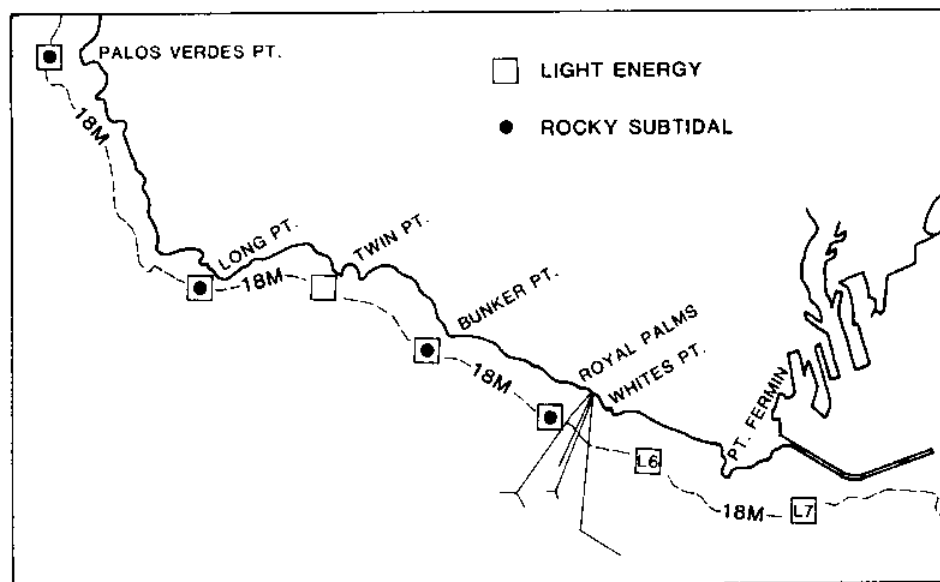 PALOS VERDES PT.
LIGHT ENERGY
ROCKY SUBTIDAL
18M
LONG PT.
TWIN PT.
18M
BUNKER PT.
ROYAL PALMS
WHITES PT.
18M
PT. FERMIN
L6
18M
L7